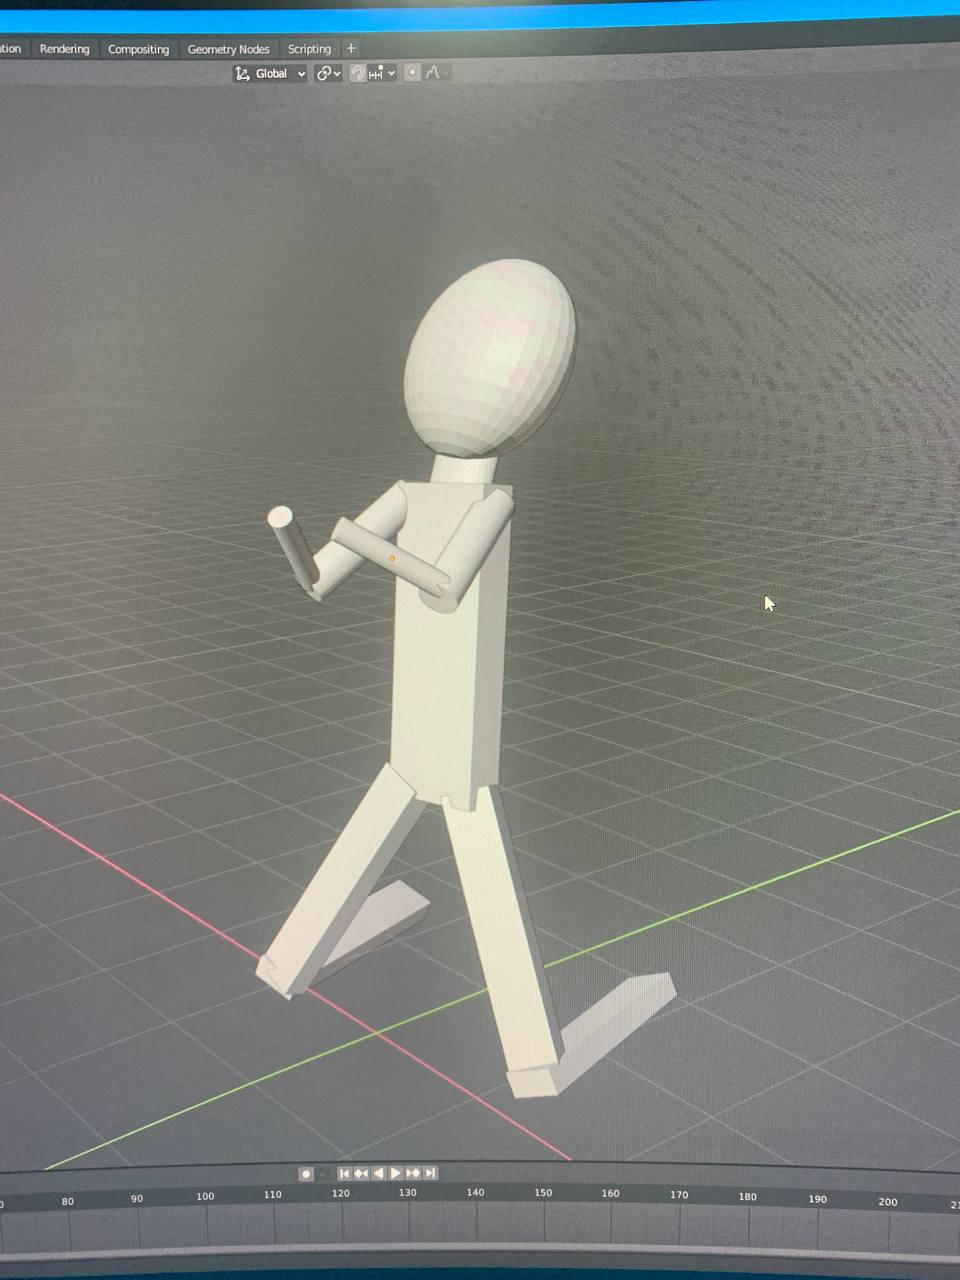 Rendering Compositing Geometry Nodes Scripting +
Global
80 90 100 110 120 130 140 150 160 170 180 190 200